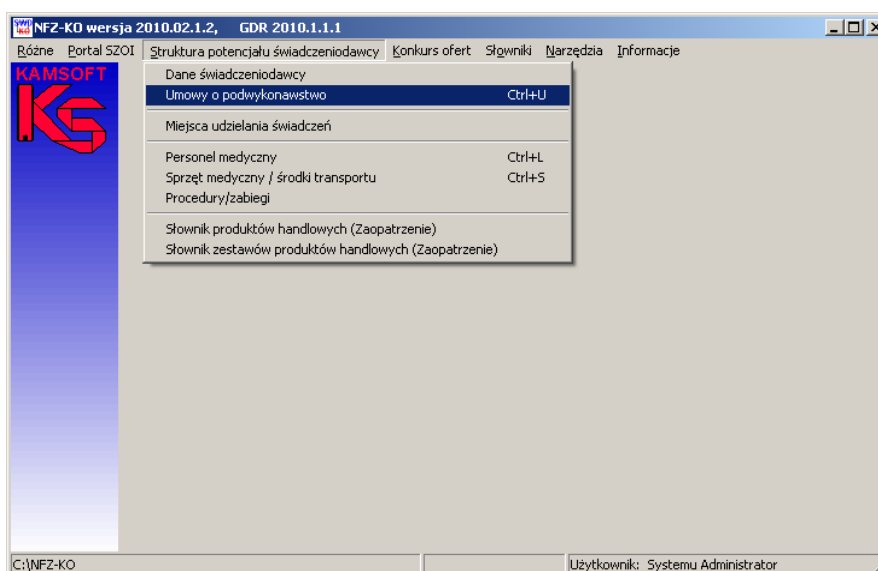 NFZ-KO wersja 2010.02.1.2, GDR 2010.1.1.1
Różne Portal SZOI Struktura potencjału świadczeniodawcy Konkurs ofert Słowniki Narzędzia Informacje
KAMSOFT
KS
Dane świadczeniodawcy
Umowy o podwykonawstwo Ctrl+U
Miejsca udzielania świadczeń
Personel medyczny Ctrl+L
Sprzęt medyczny / środki transportu Ctrl+S
Procedury/zabiegi
Słownik produktów handlowych (Zaopatrzenie)
Słownik zestawów produktów handlowych (Zaopatrzenie)
C:\NFZ-KO Użytkownik: Systemu Administrator